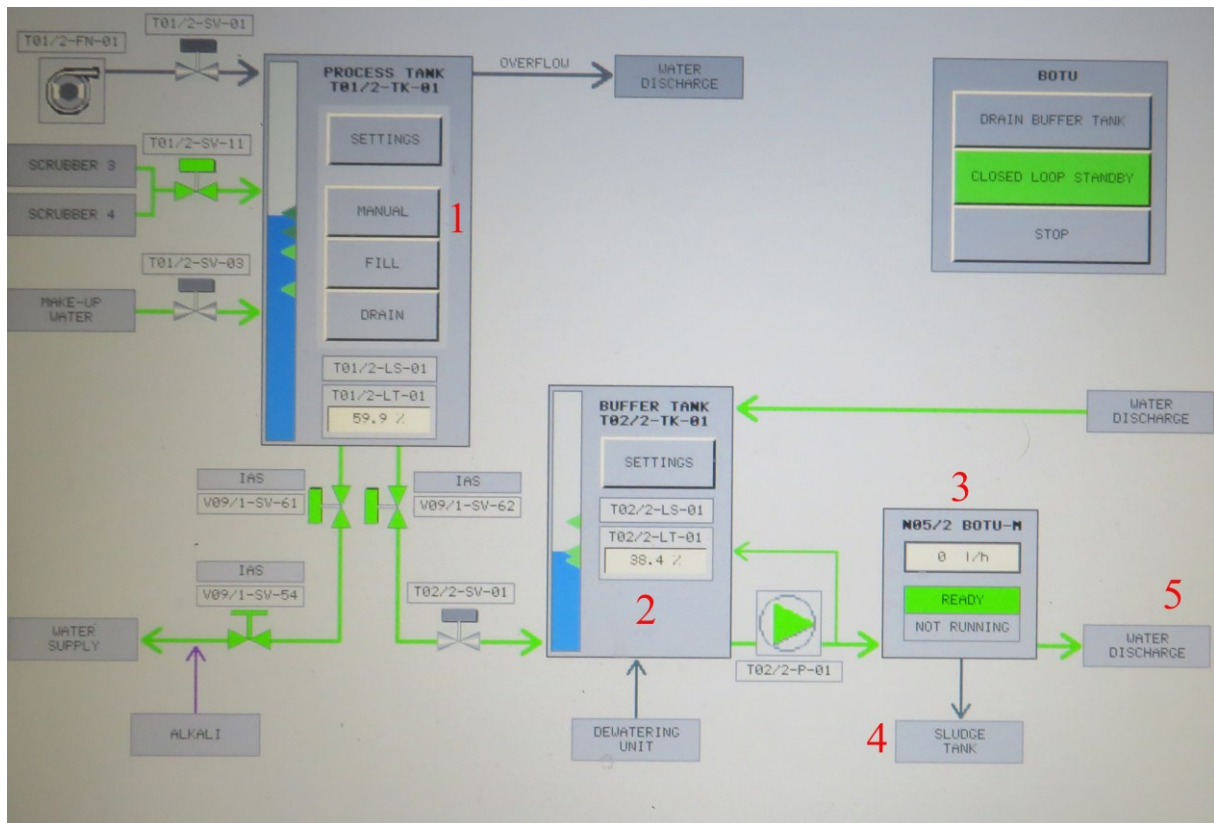 T01/2-SV-01
T01/2-FN-01
PROCESS TANK
T01/2-TK-01
OVERFLOW
WATER
DISCHARGE
BOTU
DRAIN BUFFER TANK
CLOSED LOOP STANDBY
STOP
SETTINGS
T01/2-SV-11
SCRUBBER 3
SCRUBBER 4
MANUAL
1
FILL
DRAIN
T01/2-SV-03
MAKE-UP
WATER
T01/2-LS-01
T01/2-LT-01
59.9 %
BUFFER TANK
T02/2-TK-01
SETTINGS
T02/2-LS-01
T02/2-LT-01
38.4 %
2
WATER
DISCHARGE
IAS
V09/1-SV-61
IAS
V09/1-SV-62
3
N05/2 BOTU-M
0 l/h
READY
NOT RUNNING
IAS
V09/1-SV-54
T02/2-SV-01
5
WATER
SUPPLY
WATER
DISCHARGE
T02/2-P-01
ALKALI
DEWATERING
UNIT
4
SLUDGE
TANK